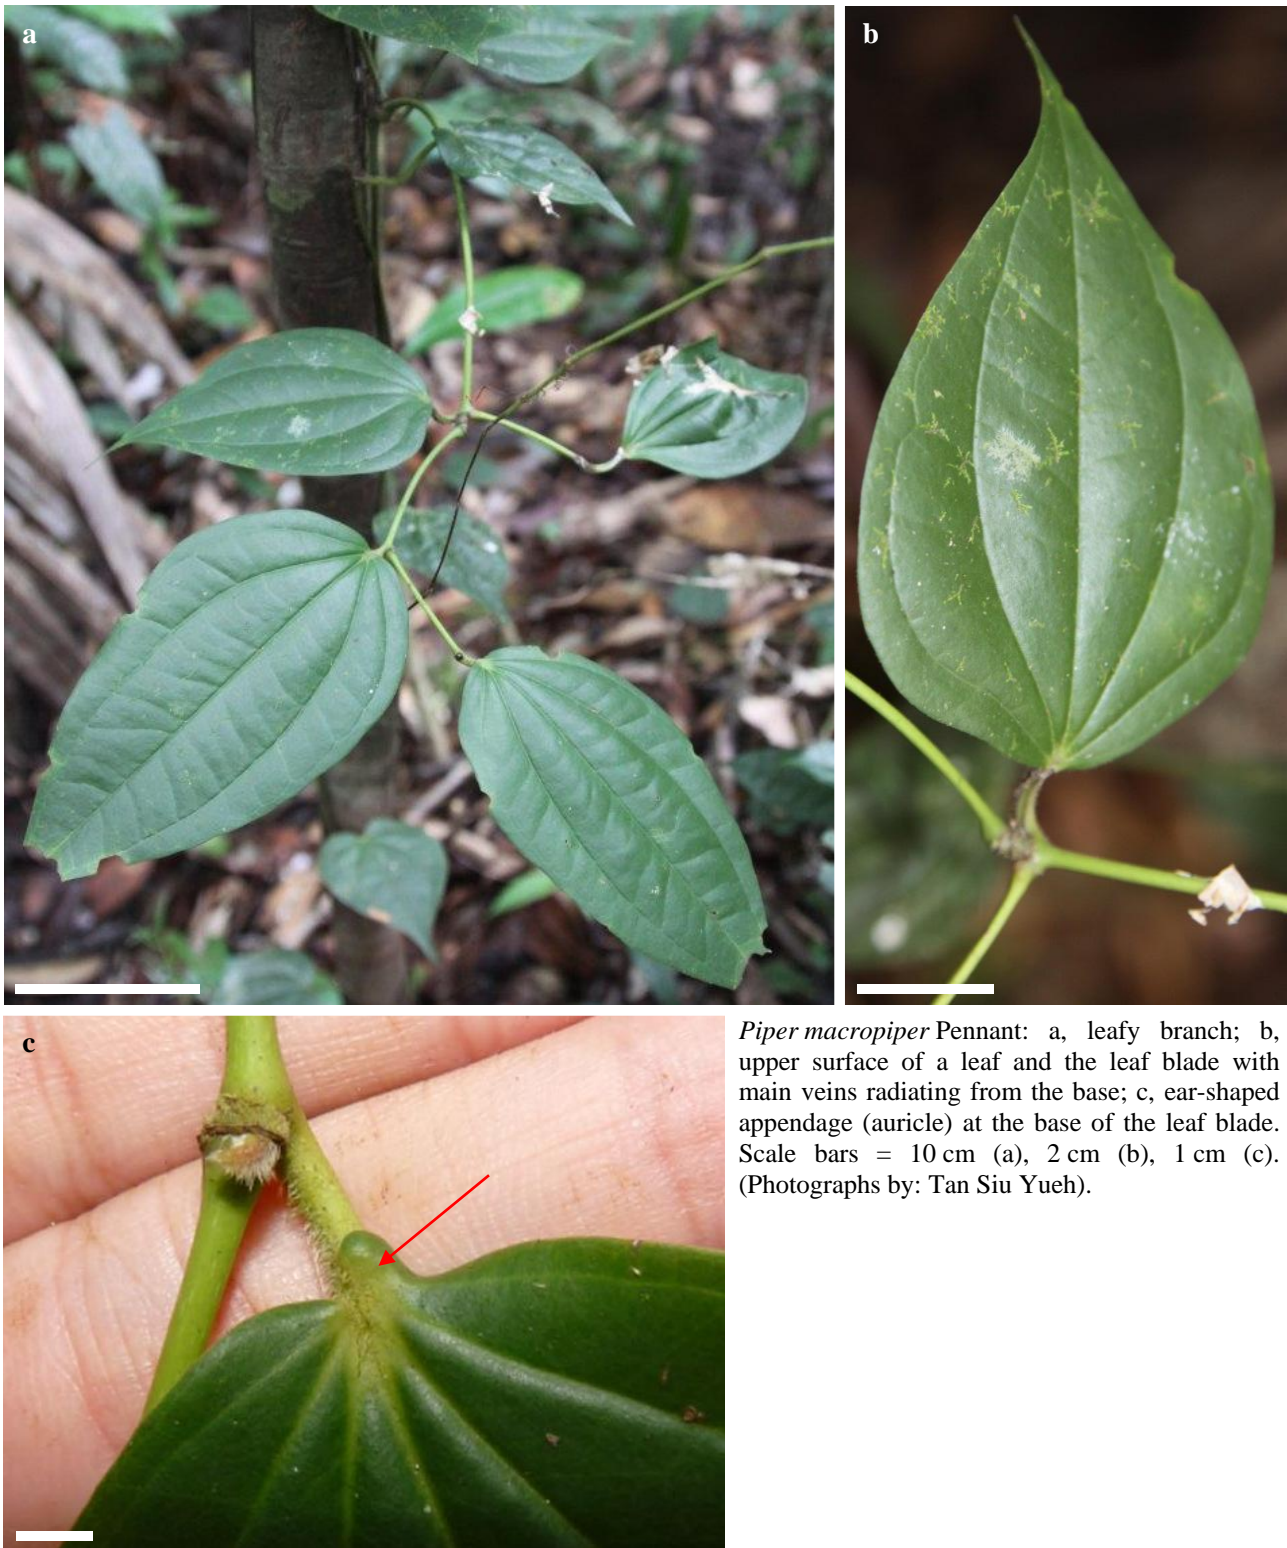 a
b
c
Piper macropiper Pennant: a, leafy branch; b,
upper surface of a leaf and the leaf blade with
main veins radiating from the base; c, ear-shaped
appendage (auricle) at the base of the leaf blade.
Scale bars = 10 cm (a), 2 cm (b), 1 cm (c).
(Photographs by: Tan Siu Yueh).